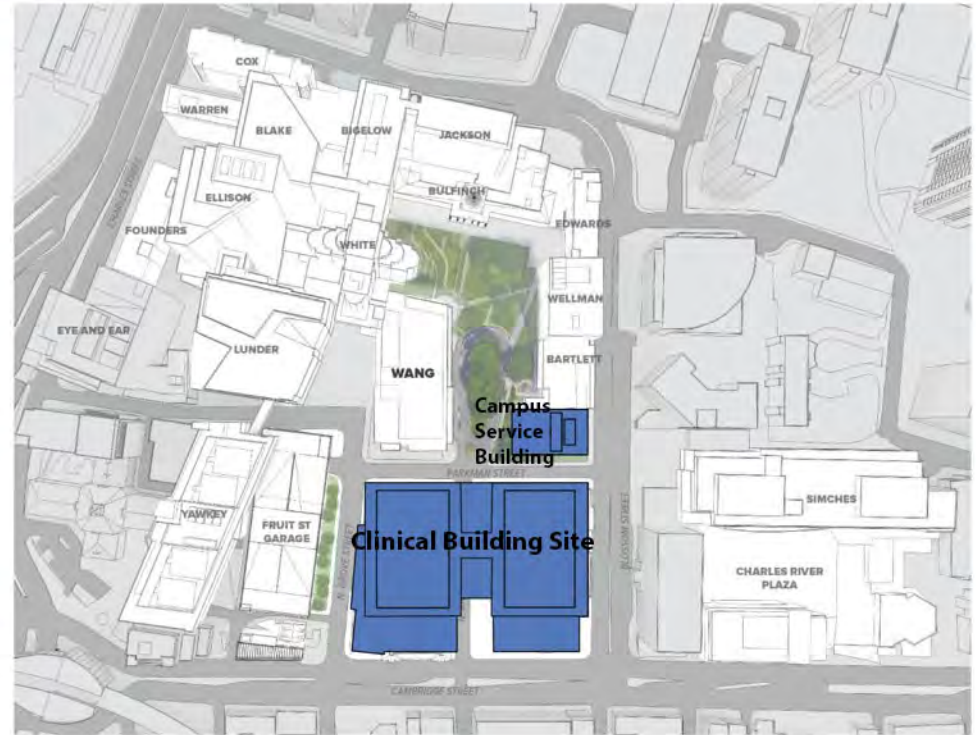 COX
WARREN
BLAKE
BIGELOW
JACKSON
CHARLES STREET
ELLISON
BULFINCH
FOUNDERS
WHITE
EDWARDS
WELLMAN
EYE AND EAR
LUNDER
WANG
BARTLETT
Campus
Service
Building
PARKMAN STREET
YAWKEY
FRUIT ST
GARAGE
N. GROVE STREET
Clinical Building Site
BLOSSOM STREET
SIMCHES
CHARLES RIVER
PLAZA
CAMBRIDGE STREET